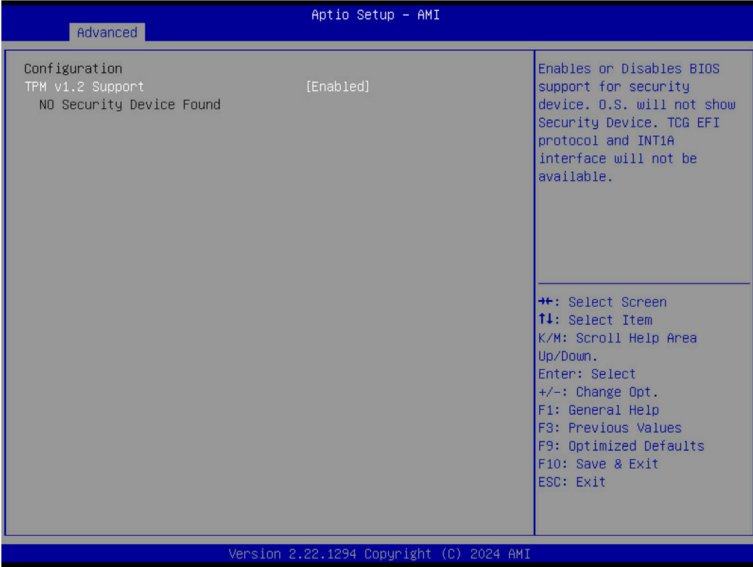 Aptio Setup - AMI
Advanced
Configuration
TPM v1.2 Support [Enabled]
NO Security Device Found
Enables or Disables BIOS
support for security
device. O.S. will not show
Security Device. TCG EFI
protocol and INT1A
interface will not be
available.
→←: Select Screen
↑↓: Select Item
K/M: Scroll Help Area
Up/Down.
Enter: Select
+/-: Change Opt.
F1: General Help
F3: Previous Values
F9: Optimized Defaults
F10: Save & Exit
ESC: Exit
Version 2.22.1294 Copyright (C) 2024 AMI